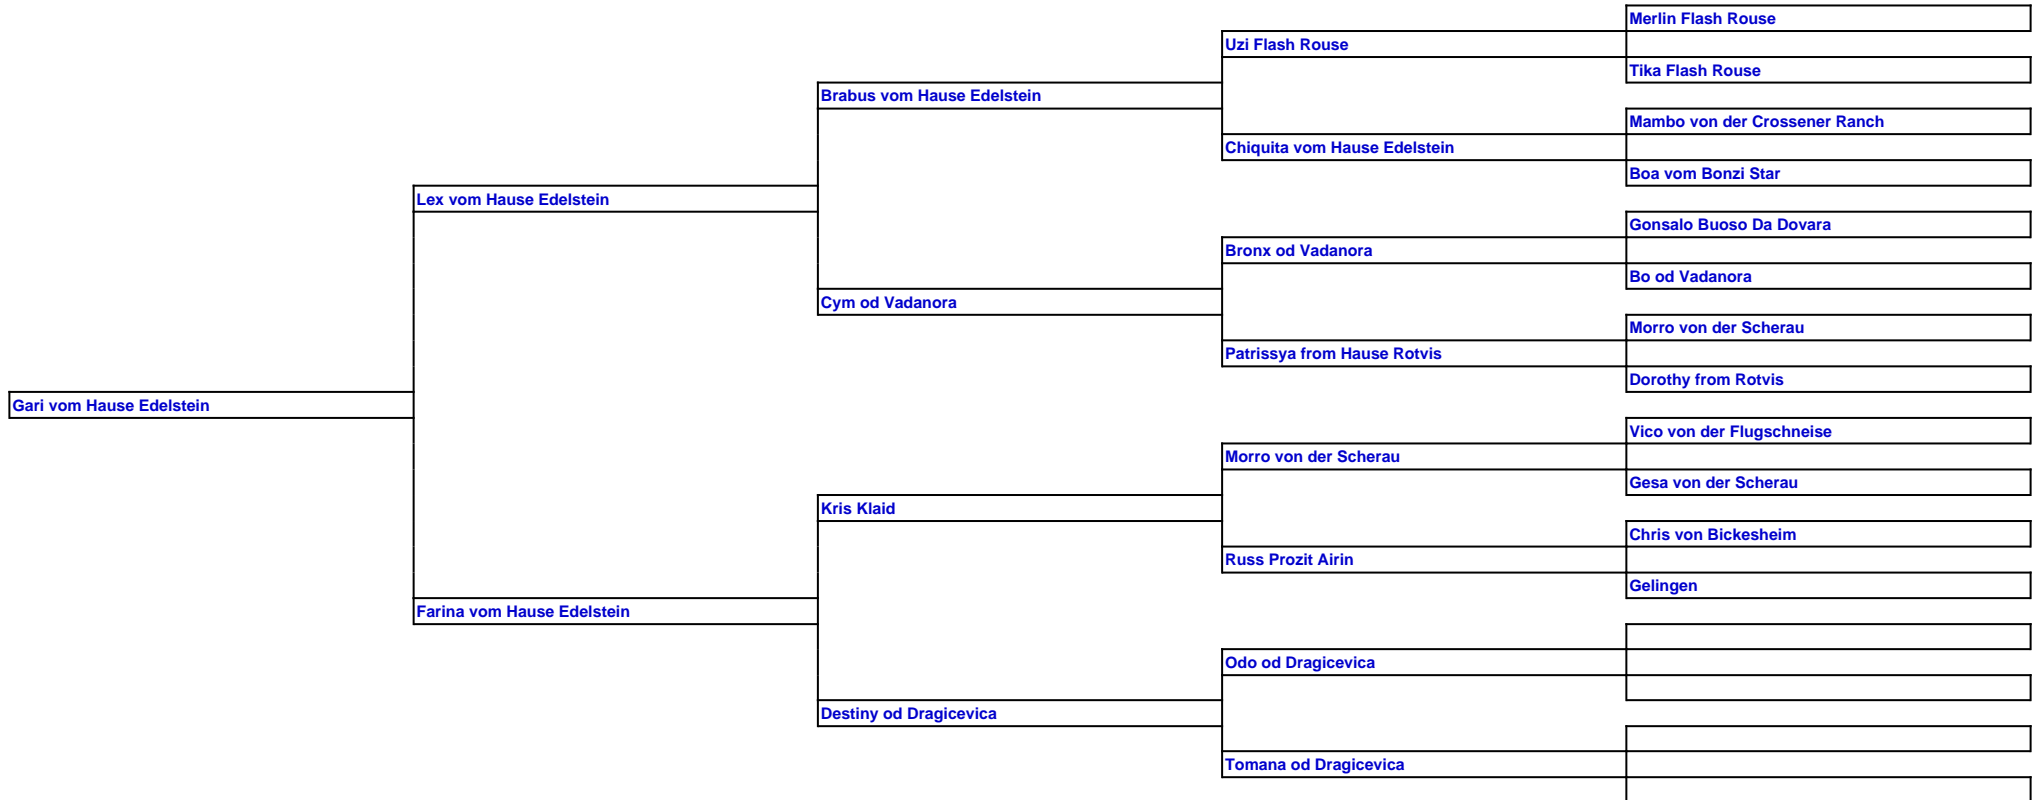 Merlin Flash Rouse
Uzi Flash Rouse
Tika Flash Rouse
Brabus vom Hause Edelstein
Mambo von der Crossener Ranch
Chiquita vom Hause Edelstein
Boa vom Bonzi Star
Lex vom Hause Edelstein
Gonsalo Buoso Da Dovara
Bronx od Vadanora
Bo od Vadanora
Cym od Vadanora
Morro von der Scherau
Patrissya from Hause Rotvis
Dorothy from Rotvis
Gari vom Hause Edelstein
Vico von der Flugschneise
Morro von der Scherau
Gesa von der Scherau
Kris Klaid
Chris von Bickesheim
Russ Prozit Airin
Gelingen
Farina vom Hause Edelstein
Odo od Dragicevica
Destiny od Dragicevica
Tomana od Dragicevica